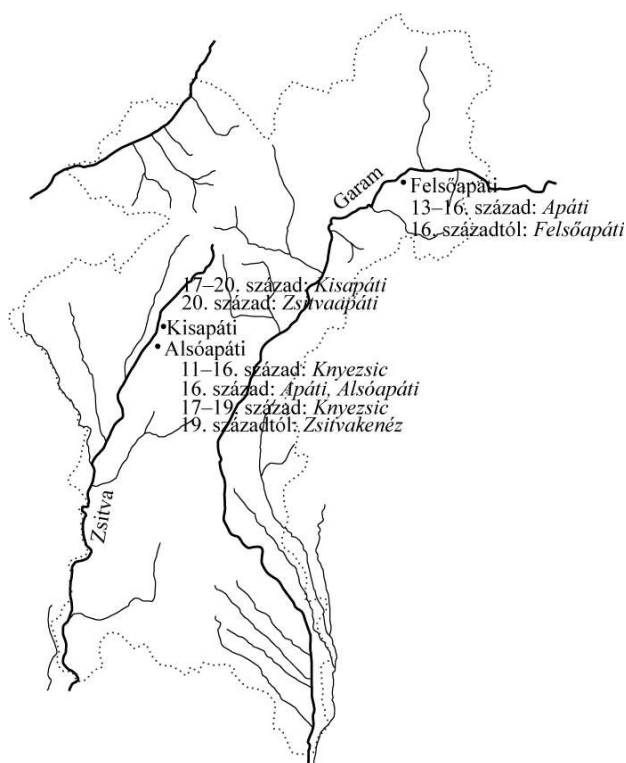 Garam
Felsőapáti
13–16. század: Apáti
16. századtól: Felsőapáti
17–20. század: Kisapáti
20. század: Zsitvaapáti
Kisapáti
Alsóapáti
11–16. század: Knyezsic
16. század: Apáti, Alsóapáti
17–19. század: Knyezsic
19. századtól: Zsitvakenéz
Zsitva